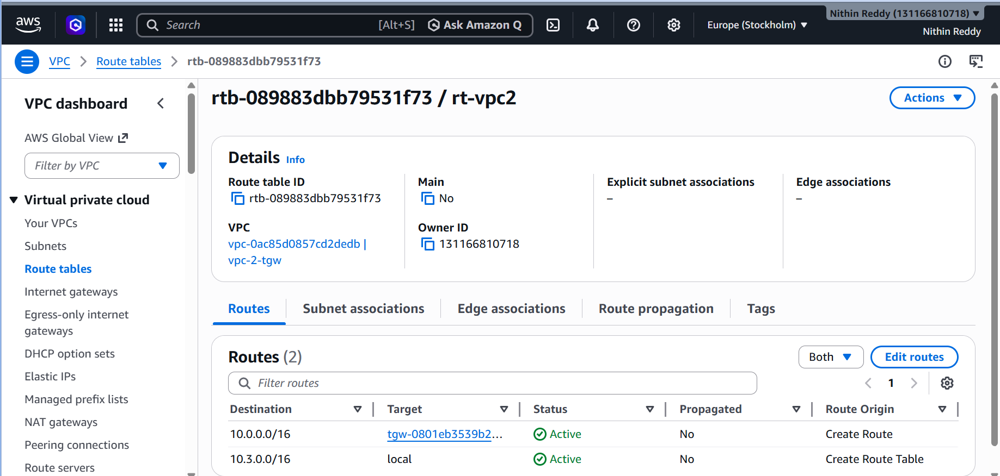 aws
Search [Alt+S] Ask Amazon Q
Europe (Stockholm)
Nithin Reddy (131166810718)
Nithin Reddy
VPC
Route tables
rtb-089883dbb79531f73
VPC dashboard
AWS Global View
Filter by VPC
Virtual private cloud
Your VPCs
Subnets
Route tables
Internet gateways
Egress-only internet
gateways
DHCP option sets
Elastic IPs
Managed prefix lists
NAT gateways
Peering connections
Route servers
rtb-089883dbb79531f73 / rt-vpc2
Actions
Details Info
Route table ID
rtb-089883dbb79531f73
Main
No
Explicit subnet associations
–
Edge associations
–
VPC
vpc-0ac85d0857cd2dedb |
vpc-2-tgw
Owner ID
131166810718
Routes
Subnet associations
Edge associations
Route propagation
Tags
Routes (2)
Both
Edit routes
Filter routes
1
Destination Target Status Propagated Route Origin
10.0.0.0/16 tgw-0801eb3539b2... Active No Create Route
10.3.0.0/16 local Active No Create Route Table